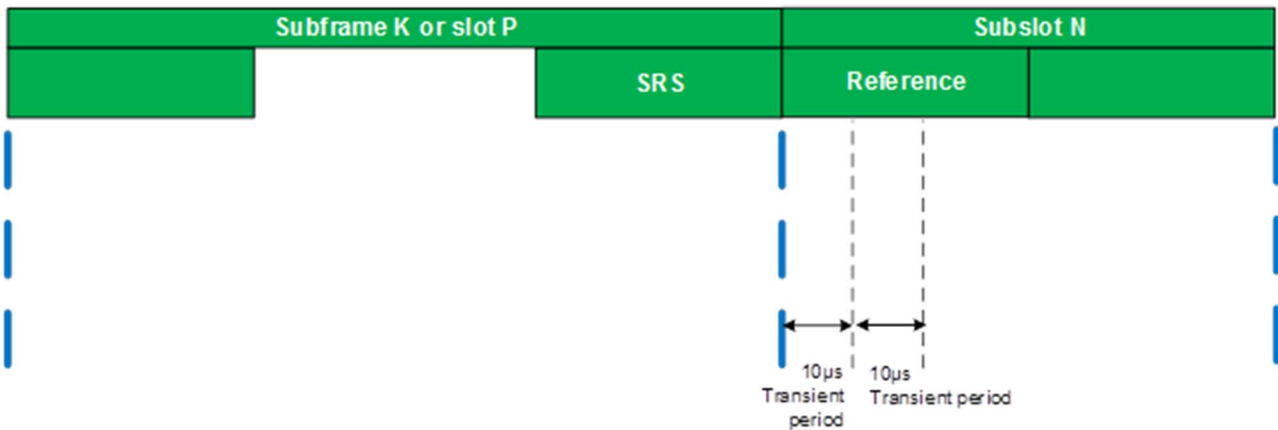 Subframe K or slot P
Subslot N
SRS
Reference
10µs
Transient
period
10µs
Transient period